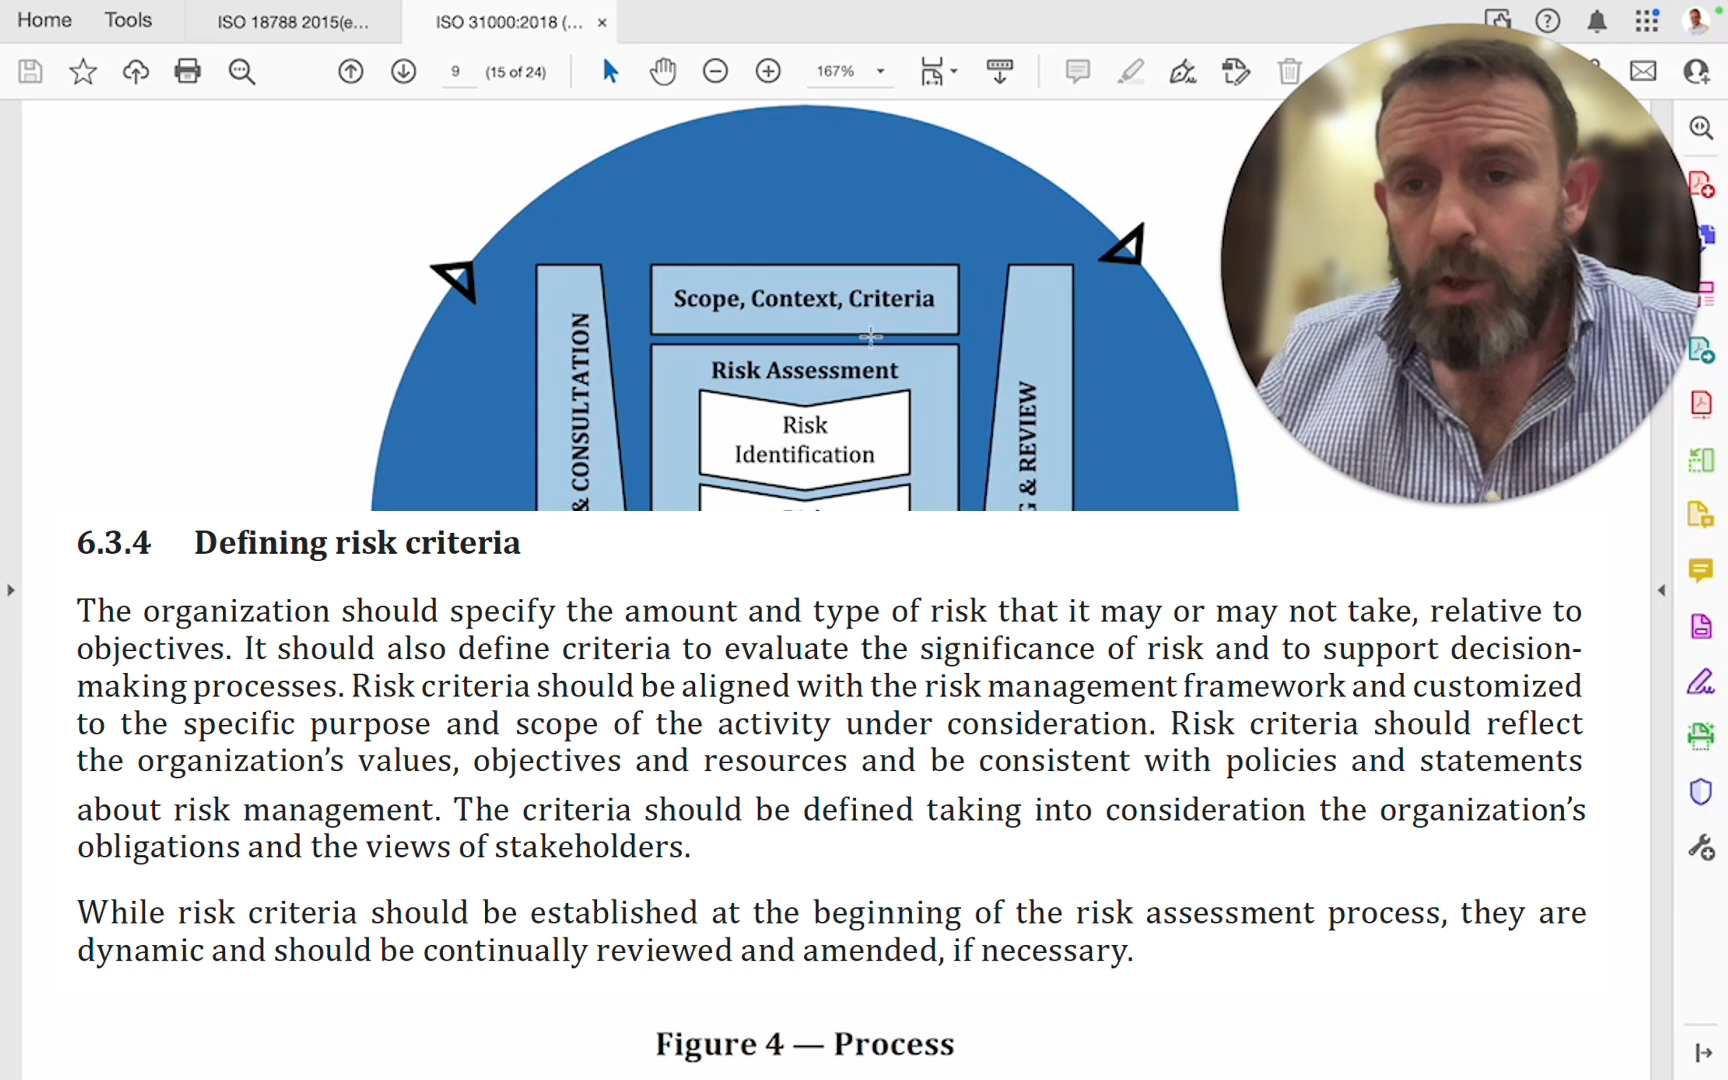 Home Tools ISO 18788 2015(e... ISO 31000:2018 (... ×
9 (15 of 24) 167%
Scope, Context, Criteria
Risk Assessment
Risk
Identification
& CONSULTATION
& REVIEW
6.3.4 Defining risk criteria
The organization should specify the amount and type of risk that it may or may not take, relative to
objectives. It should also define criteria to evaluate the significance of risk and to support decision-
making processes. Risk criteria should be aligned with the risk management framework and customized
to the specific purpose and scope of the activity under consideration. Risk criteria should reflect
the organization's values, objectives and resources and be consistent with policies and statements
about risk management. The criteria should be defined taking into consideration the organization's
obligations and the views of stakeholders.
While risk criteria should be established at the beginning of the risk assessment process, they are
dynamic and should be continually reviewed and amended, if necessary.
Figure 4 — Process